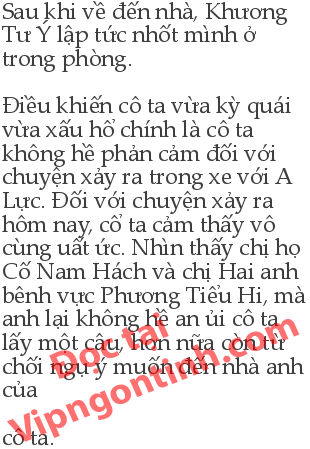 Sau khi về đến nhà, Khương
Tư Ý lập tức nhốt mình ở
trong phòng.
Điều khiến cô ta vừa kỳ quái
vừa xấu hổ chính là cô ta
không hề phản cảm đối với
chuyện xảy ra trong xe với A
Lực. Đối với chuyện xảy ra
hôm nay, cổ ta cảm thấy vô
cùng uất ức. Nhìn thấy chị họ
Cố Nam Hách và chị Hai anh
bênh vực Phương Tiểu Hi, mà
anh lại không hề an ủi cô ta
lấy một câu, hơn nữa còn từ
chối ngụ ý muốn đến nhà anh
của
cô ta.
Đọc tại
Vipngontinh.com